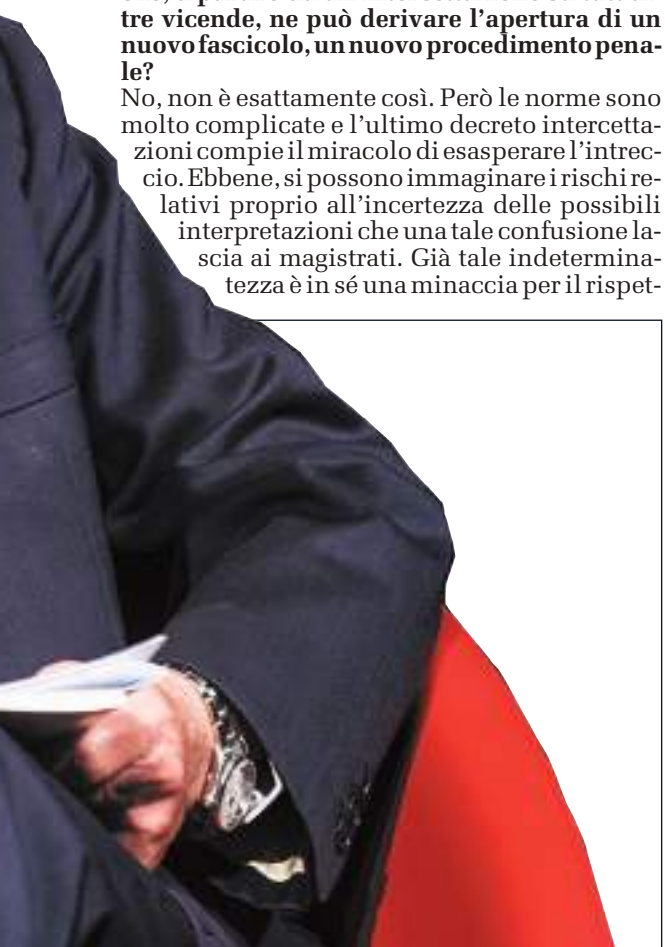 tre vicende, ne può derivare l’apertura di un
nuovo fascicolo, un nuovo procedimento pena-
le?
No, non è esattamente così. Però le norme sono
molto complicate e l’ultimo decreto intercetta-
zioni compie il miracolo di esasperare l’intrec-
cio. Ebbene, si possono immaginare i rischi re-
lativi proprio all’incertezza delle possibili
interpretazioni che una tale confusione la-
scia ai magistrati. Già tale indetermina-
tezza è in sé una minaccia per il rispet-